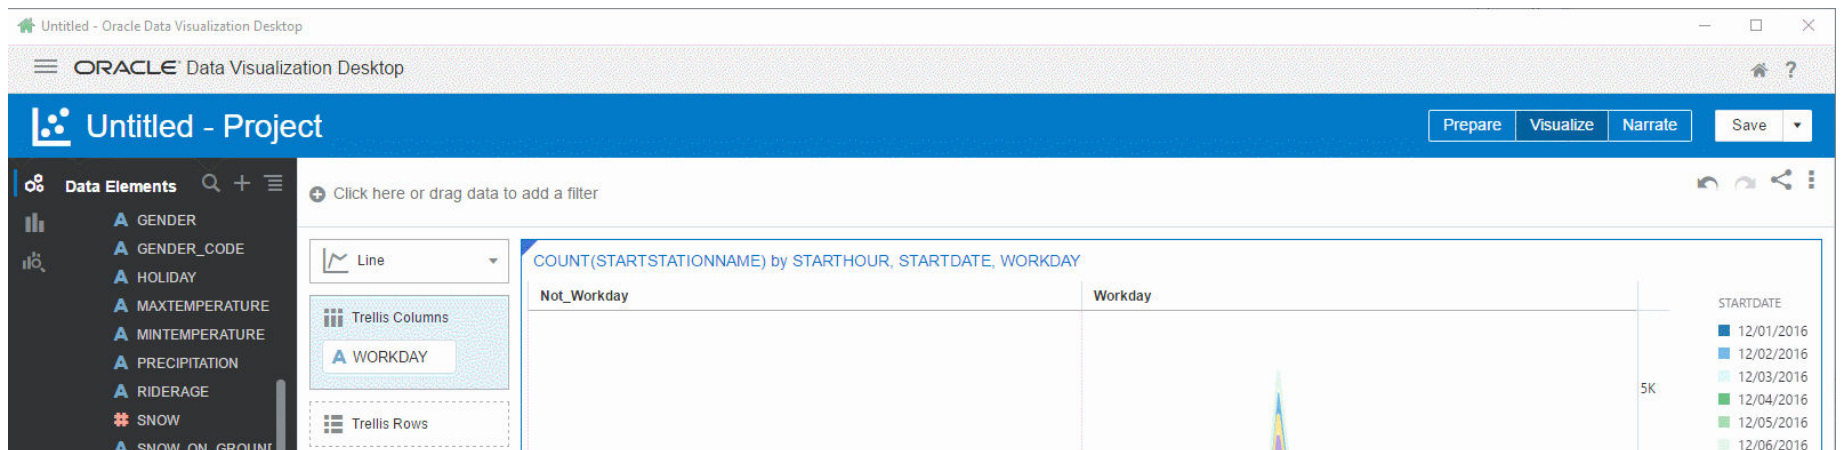 Untitled - Oracle Data Visualization Desktop
ORACLE Data Visualization Desktop
?
Untitled - Project
Prepare Visualize Narrate Save
Data Elements
Click here or drag data to add a filter
A GENDER
A GENDER_CODE
A HOLIDAY
A MAXTEMPERATURE
A MINTEMPERATURE
A PRECIPITATION
A RIDERAGE
# SNOW
A SNOW_ON_GROUND
Line
Trellis Columns
A WORKDAY
Trellis Rows
COUNT(STARTSTATIONNAME) by STARTHOUR, STARTDATE, WORKDAY
Not_Workday Workday
5K
STARTDATE
12/01/2016
12/02/2016
12/03/2016
12/04/2016
12/05/2016
12/06/2016